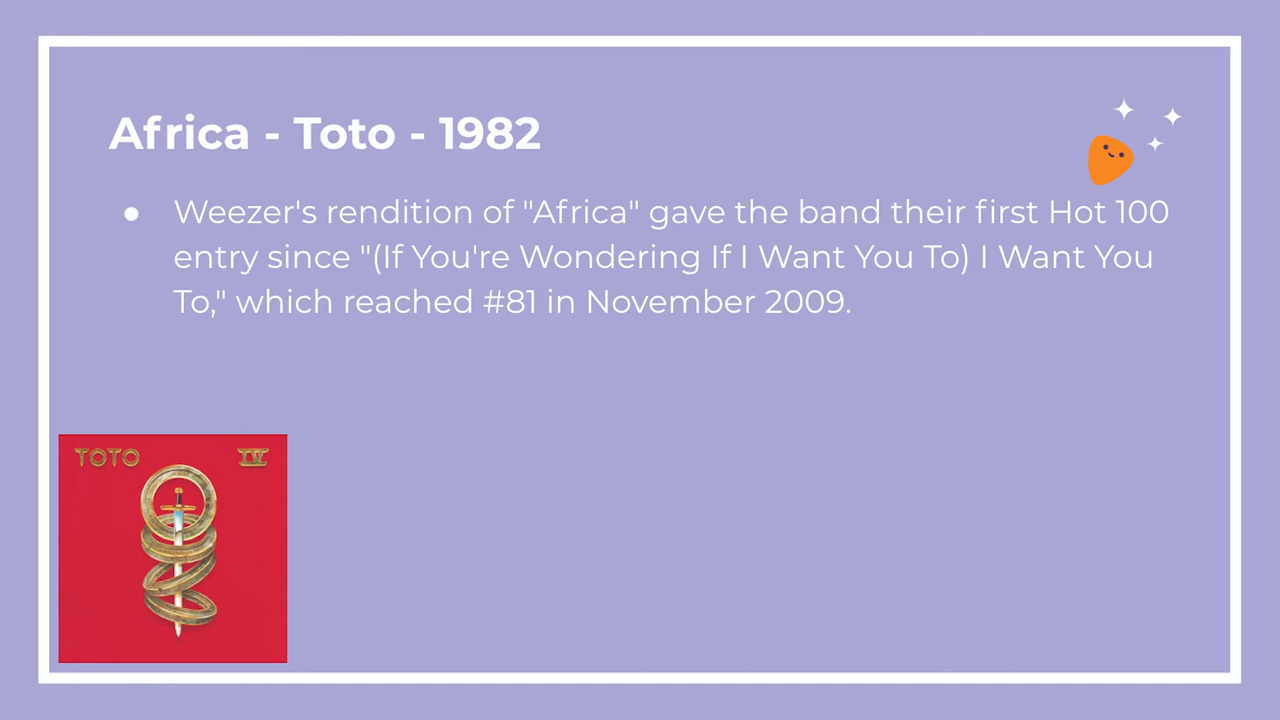 Africa - Toto - 1982
● Weezer's rendition of "Africa" gave the band their first Hot 100
entry since "(If You're Wondering If I Want You To) I Want You
To," which reached #81 in November 2009.
TOTO IV